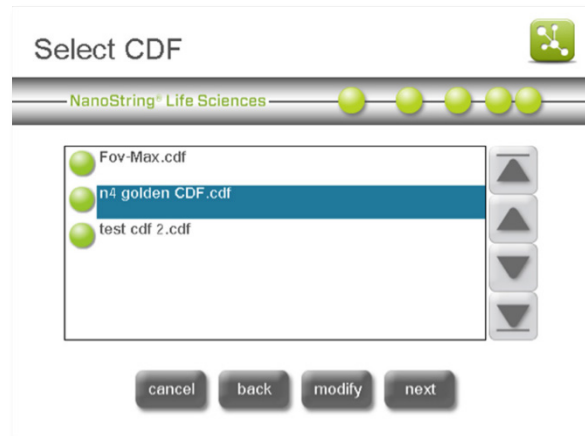 Select CDF
NanoString® Life Sciences
Fov-Max.cdf
n4 golden CDF.cdf
test cdf 2.cdf
cancel back modify next